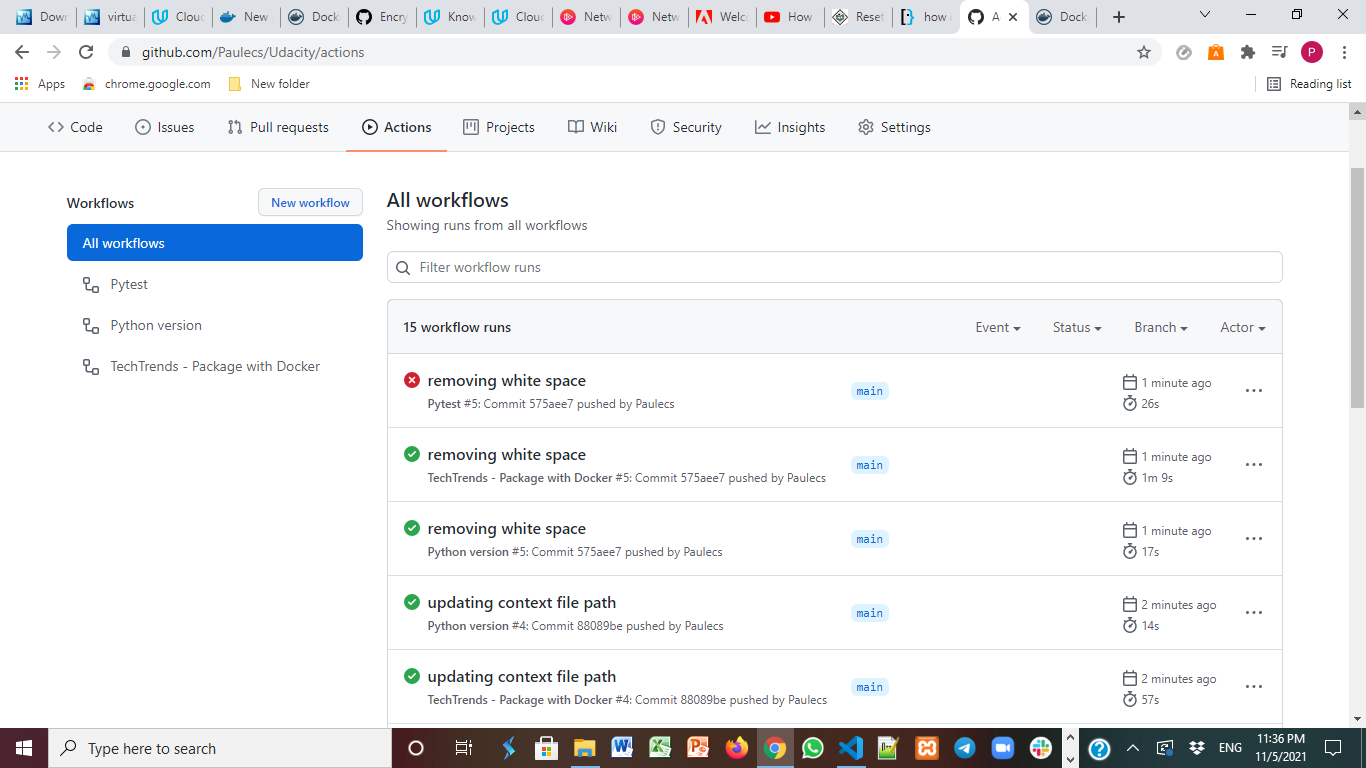 Down
virtua
Cloud
New
Dock
Encry
Know
Cloud
Netw
Netw
Welc
How
Reset
how
A
Dock
github.com/Paulecs/Udacity/actions
P
Apps
chrome.google.com
New folder
Reading list
Code
Issues
Pull requests
Actions
Projects
Wiki
Security
Insights
Settings
Workflows
New workflow
All workflows
Pytest
Python version
TechTrends - Package with Docker
All workflows
Showing runs from all workflows
Filter workflow runs
15 workflow runs
Event
Status
Branch
Actor
removing white space
Pytest #5: Commit 575aee7 pushed by Paulecs
main
1 minute ago
26s
removing white space
TechTrends - Package with Docker #5: Commit 575aee7 pushed by Paulecs
main
1 minute ago
1m 9s
removing white space
Python version #5: Commit 575aee7 pushed by Paulecs
main
1 minute ago
17s
updating context file path
Python version #4: Commit 88089be pushed by Paulecs
main
2 minutes ago
14s
updating context file path
TechTrends - Package with Docker #4: Commit 88089be pushed by Paulecs
main
2 minutes ago
57s
Type here to search
ENG
11:36 PM
11/5/2021